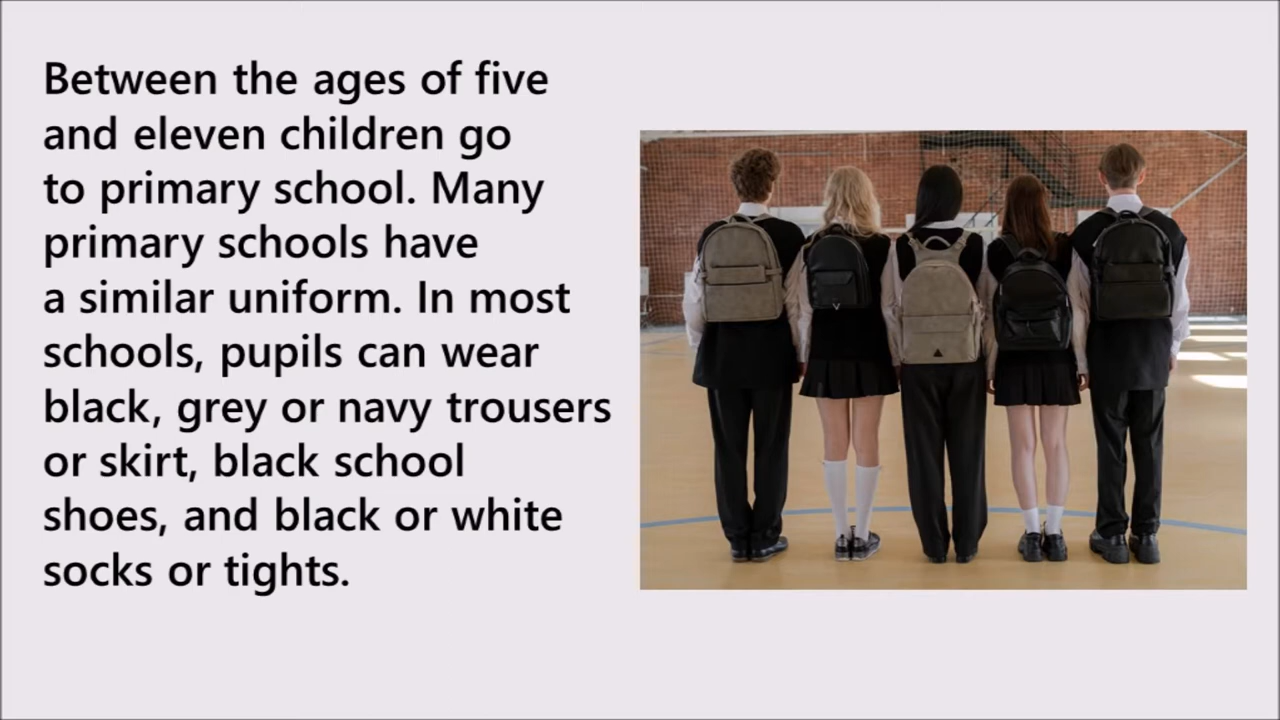 Between the ages of five
and eleven children go
to primary school. Many
primary schools have
a similar uniform. In most
schools, pupils can wear
black, grey or navy trousers
or skirt, black school
shoes, and black or white
socks or tights.